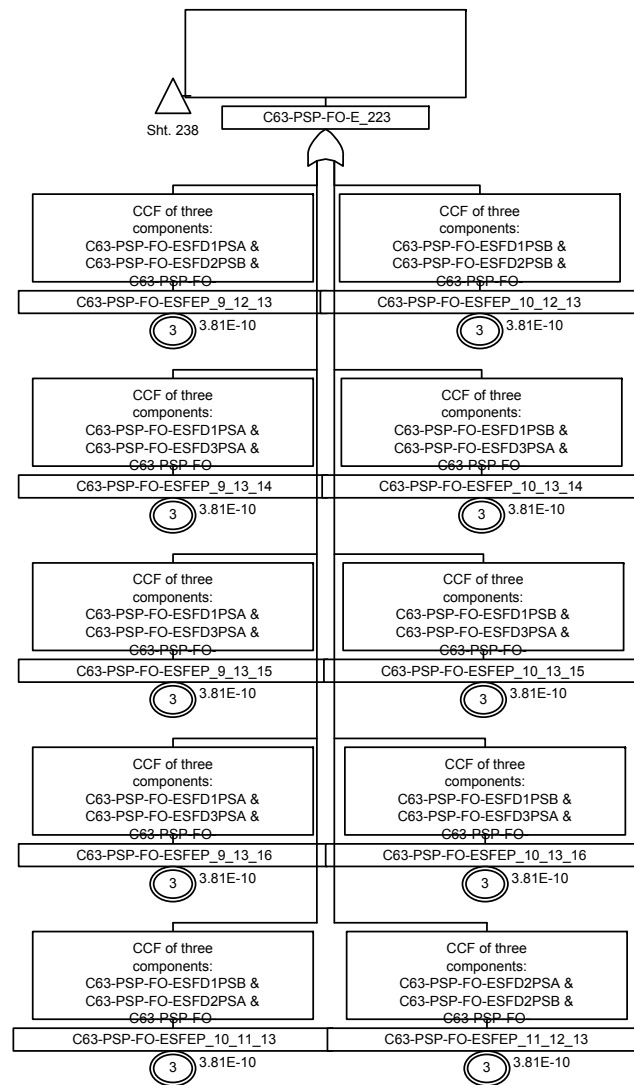 Sht. 238
C63-PSP-FO-E_223
CCF of three
components:
C63-PSP-FO-ESFD1PSA &
C63-PSP-FO-ESFD2PSB &
C63-PSP-FO-
C63-PSP-FO-ESFEP_9_12_13
3
3.81E-10
CCF of three
components:
C63-PSP-FO-ESFD1PSB &
C63-PSP-FO-ESFD2PSB &
C63-PSP-FO-
C63-PSP-FO-ESFEP_10_12_13
3
3.81E-10
CCF of three
components:
C63-PSP-FO-ESFD1PSA &
C63-PSP-FO-ESFD3PSA &
C63-PSP-FO-
C63-PSP-FO-ESFEP_9_13_14
3
3.81E-10
CCF of three
components:
C63-PSP-FO-ESFD1PSB &
C63-PSP-FO-ESFD3PSA &
C63-PSP-FO-
C63-PSP-FO-ESFEP_10_13_14
3
3.81E-10
CCF of three
components:
C63-PSP-FO-ESFD1PSA &
C63-PSP-FO-ESFD3PSA &
C63-PSP-FO-
C63-PSP-FO-ESFEP_9_13_15
3
3.81E-10
CCF of three
components:
C63-PSP-FO-ESFD1PSB &
C63-PSP-FO-ESFD3PSA &
C63-PSP-FO-
C63-PSP-FO-ESFEP_10_13_15
3
3.81E-10
CCF of three
components:
C63-PSP-FO-ESFD1PSA &
C63-PSP-FO-ESFD3PSA &
C63-PSP-FO-
C63-PSP-FO-ESFEP_9_13_16
3
3.81E-10
CCF of three
components:
C63-PSP-FO-ESFD1PSB &
C63-PSP-FO-ESFD3PSA &
C63-PSP-FO-
C63-PSP-FO-ESFEP_10_13_16
3
3.81E-10
CCF of three
components:
C63-PSP-FO-ESFD1PSB &
C63-PSP-FO-ESFD2PSA &
C63-PSP-FO-
C63-PSP-FO-ESFEP_10_11_13
3
3.81E-10
CCF of three
components:
C63-PSP-FO-ESFD2PSA &
C63-PSP-FO-ESFD2PSB &
C63-PSP-FO-
C63-PSP-FO-ESFEP_11_12_13
3
3.81E-10